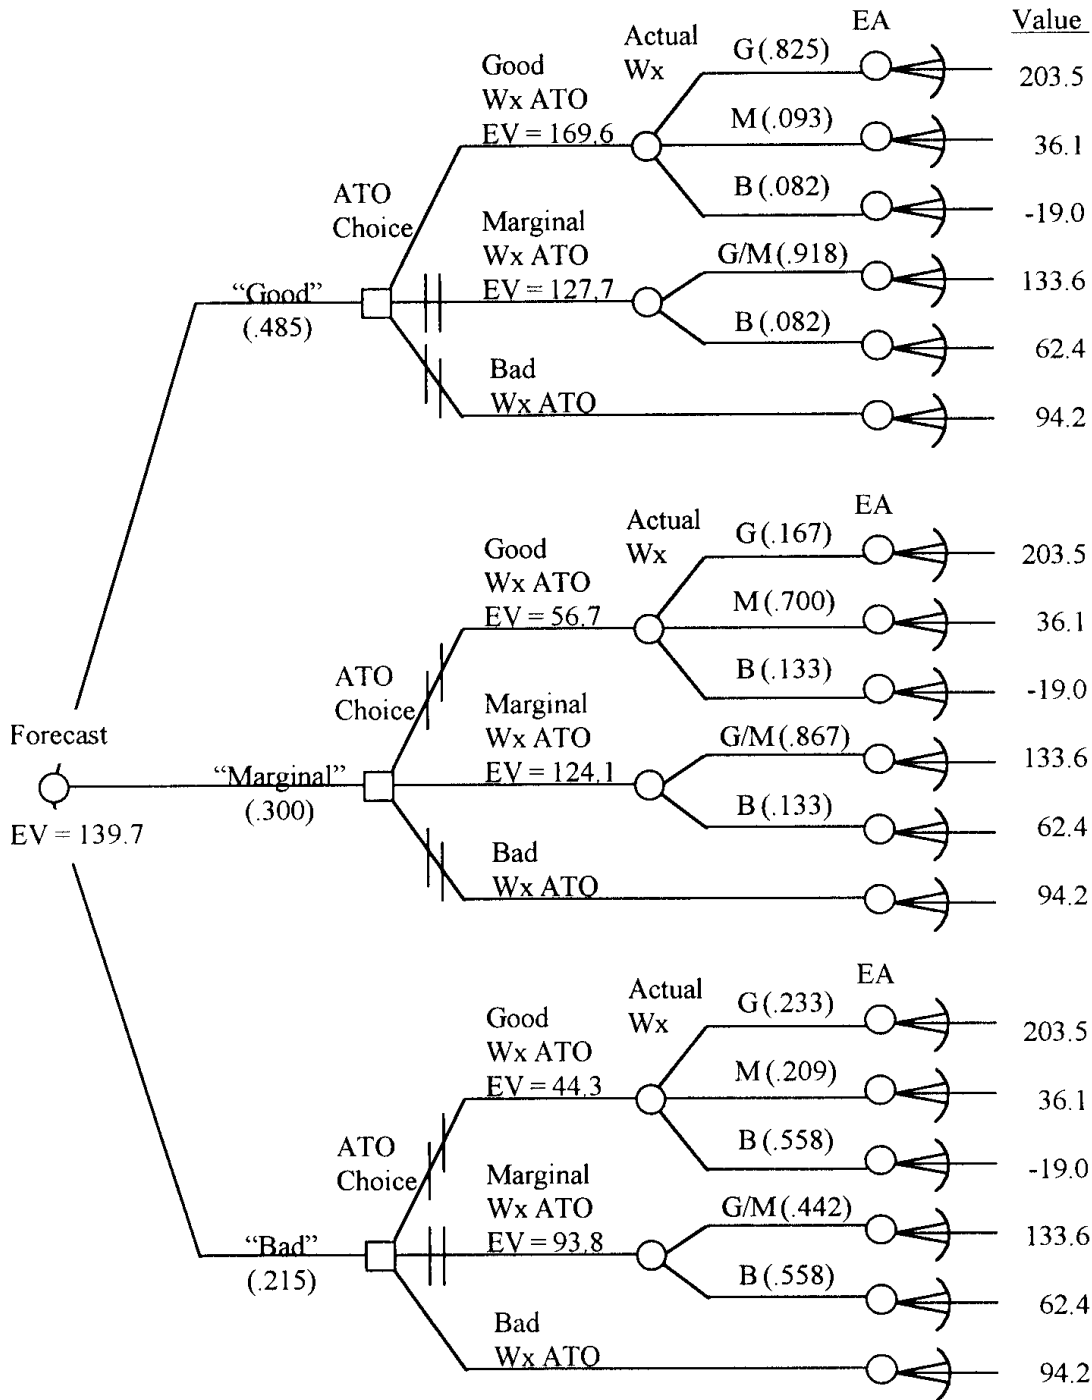 EA
Value
Actual
Wx
G (.825)
203.5
Good
Wx ATO
EV = 169.6
M (.093)
36.1
B (.082)
-19.0
ATO
Choice
Marginal
Wx ATO
EV = 127.7
G/M (.918)
133.6
"Good"
(.485)
B (.082)
62.4
Bad
Wx ATO
94.2
EA
Actual
Wx
G (.167)
203.5
Good
Wx ATO
EV = 56.7
M (.700)
36.1
B (.133)
-19.0
ATO
Choice
Marginal
Wx ATO
EV = 124.1
G/M (.867)
133.6
Forecast
EV = 139.7
"Marginal"
(.300)
B (.133)
62.4
Bad
Wx ATO
94.2
EA
Actual
Wx
G (.233)
203.5
Good
Wx ATO
EV = 44.3
M (.209)
36.1
B (.558)
-19.0
ATO
Choice
Marginal
Wx ATO
EV = 93.8
G/M (.442)
133.6
"Bad"
(.215)
B (.558)
62.4
Bad
Wx ATO
94.2